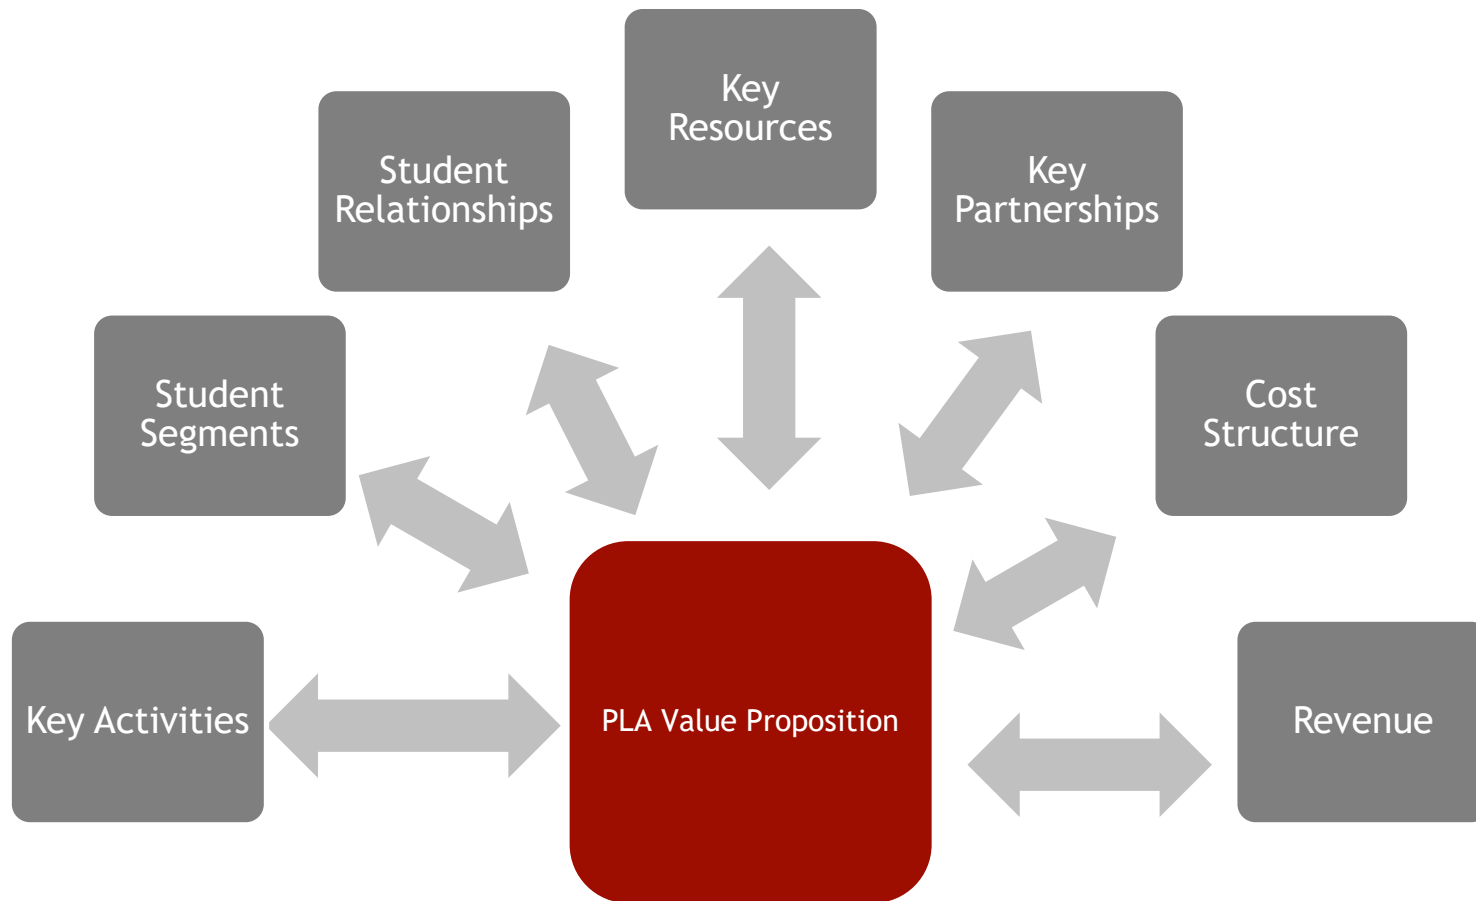 Key
Resources
Student
Relationships
Key
Partnerships
Student
Segments
Cost
Structure
Key Activities
PLA Value Proposition
Revenue